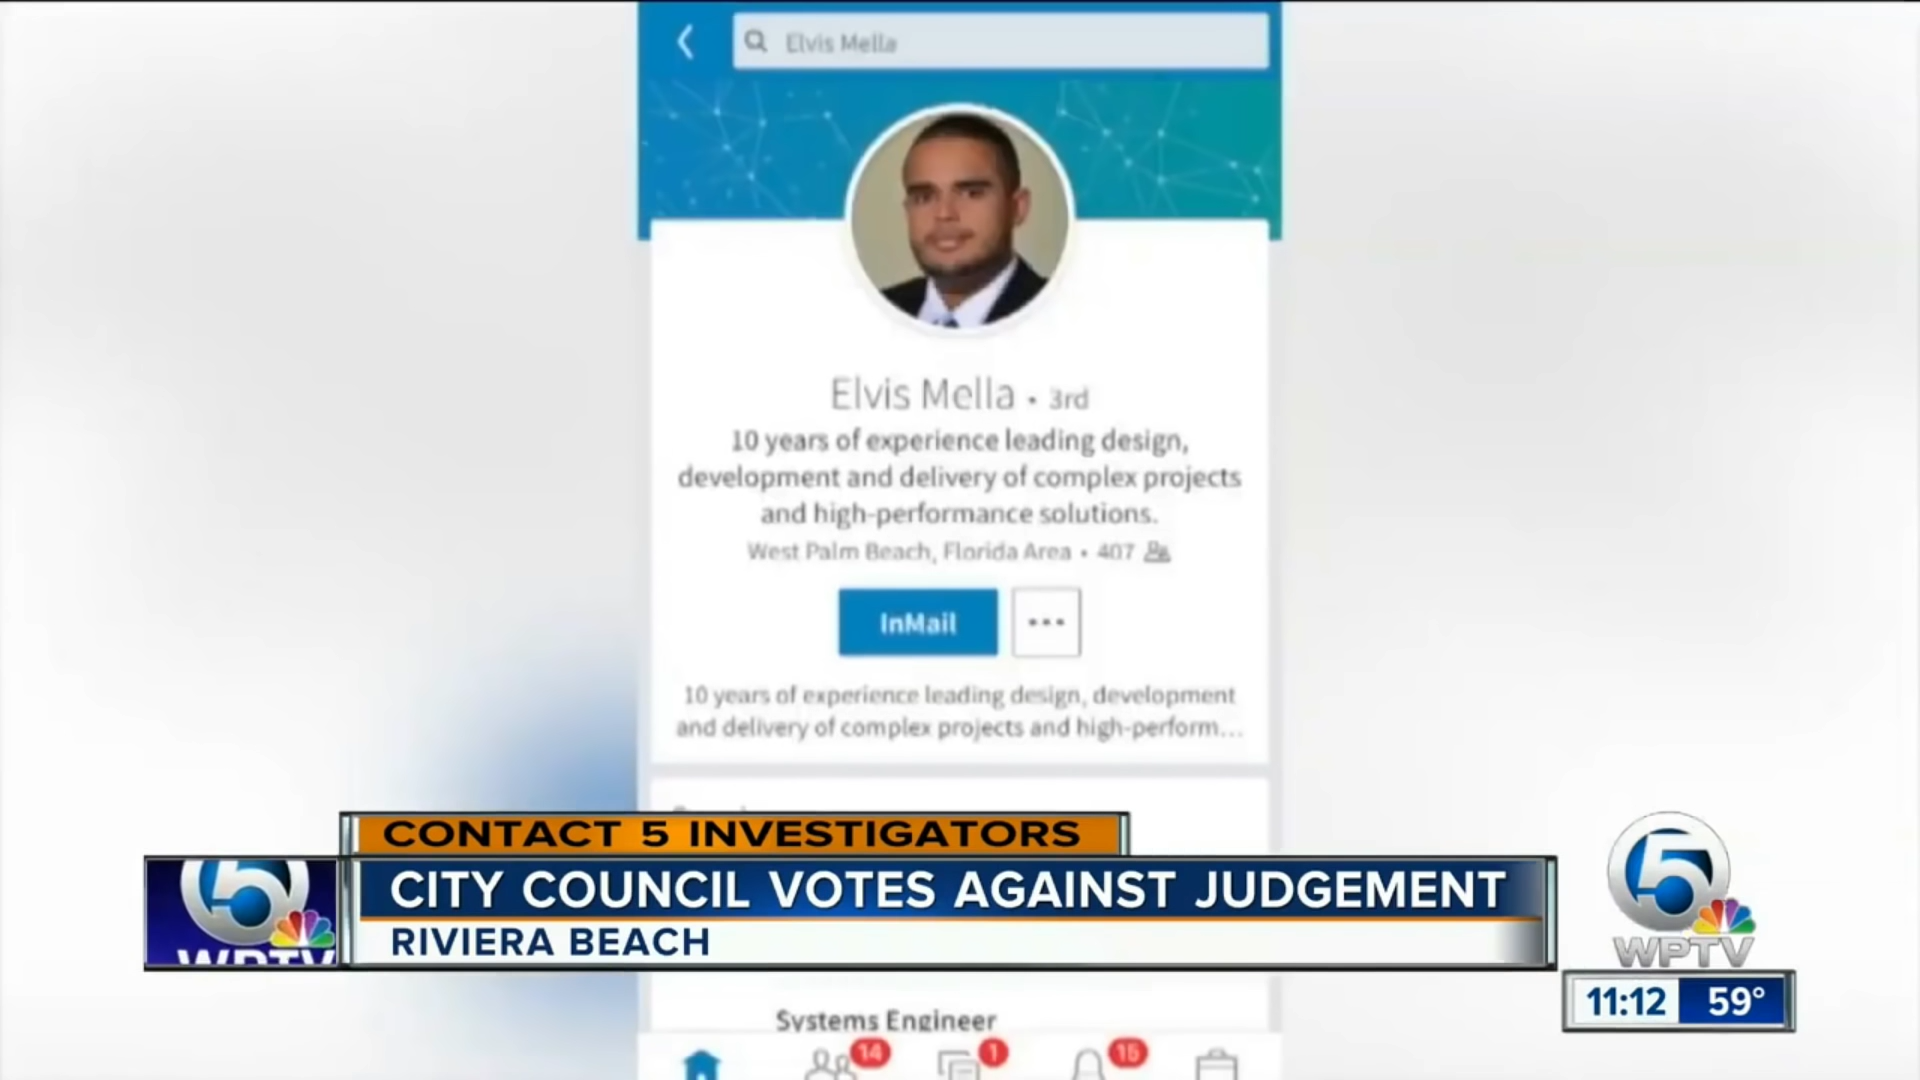 Elvis Mella
Elvis Mella • 3rd
10 years of experience leading design,
development and delivery of complex projects
and high-performance solutions.
West Palm Beach, Florida Area • 407
InMail
10 years of experience leading design, development
and delivery of complex projects and high-perform...
CONTACT 5 INVESTIGATORS
5
WPTV
CITY COUNCIL VOTES AGAINST JUDGEMENT
RIVIERA BEACH
5
WPTV
11:12 59°
Systems Engineer
14 1 15